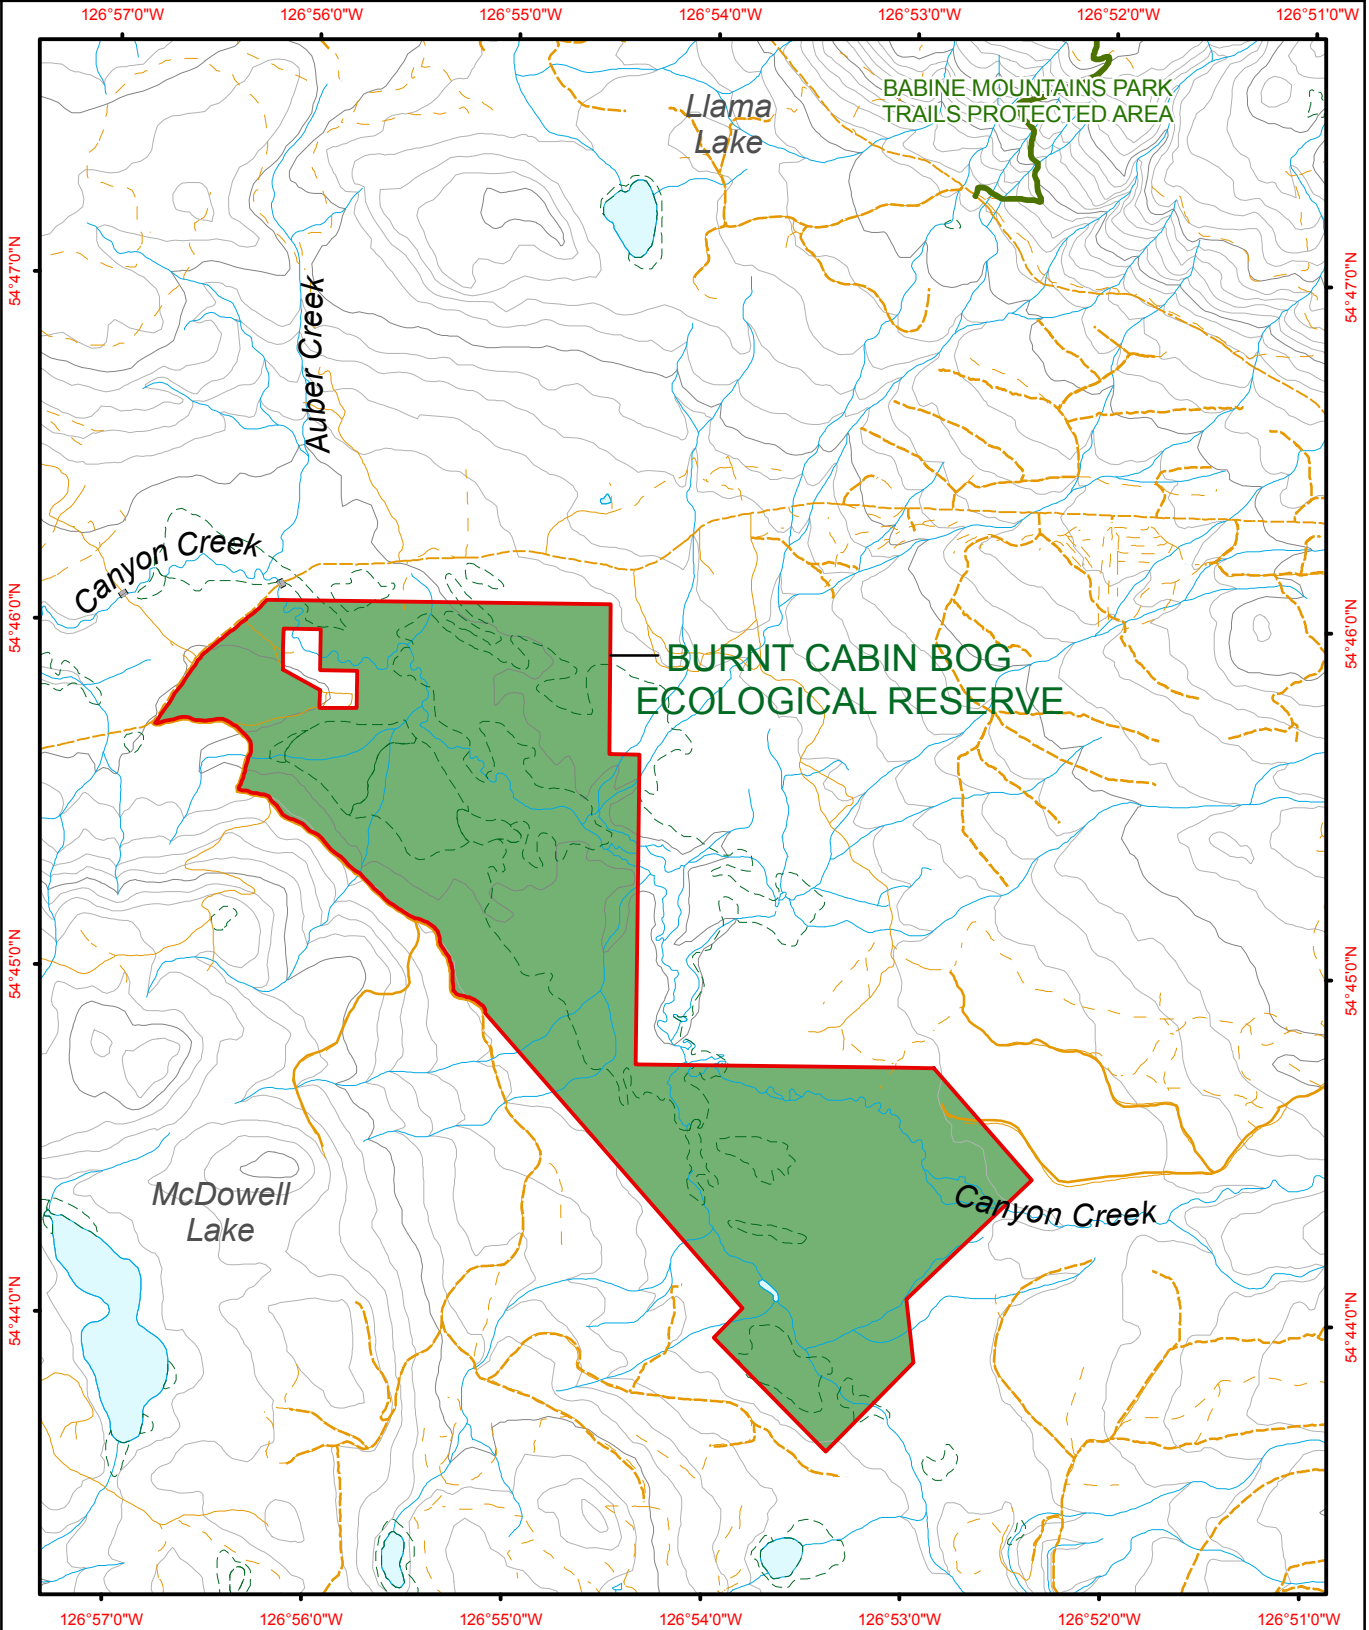 126°57'0"W
126°56'0"W
126°55'0"W
126°54'0"W
126°53'0"W
126°52'0"W
126°51'0"W
BABINE MOUNTAINS PARK
TRAILS PROTECTED AREA
Llama
Lake
54°47'0"N
54°47'0"N
Auber Creek
Canyon Creek
54°46'0"N
54°46'0"N
BURNT CABIN BOG
ECOLOGICAL RESERVE
54°45'0"N
54°45'0"N
McDowell
Lake
Canyon Creek
54°44'0"N
54°44'0"N
126°57'0"W
126°56'0"W
126°55'0"W
126°54'0"W
126°53'0"W
126°52'0"W
126°51'0"W